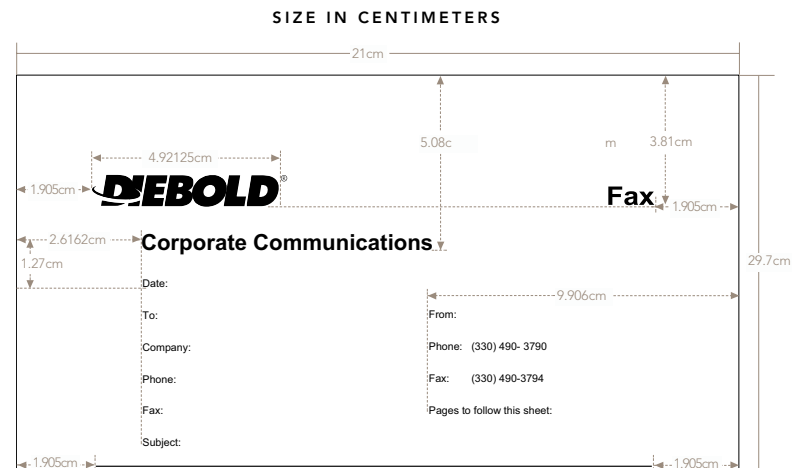 SIZE IN CENTIMETERS
21cm
5.08c m 3.81cm
4.92125cm
1.905cm DIEBOLD® Fax 1.905cm
2.6162cm Corporate Communications
1.27cm 29.7cm
Date:
9.906cm
To: From:
Company: Phone: (330) 490- 3790
Phone: Fax: (330) 490-3794
Fax: Pages to follow this sheet:
Subject:
1.905cm 1.905cm